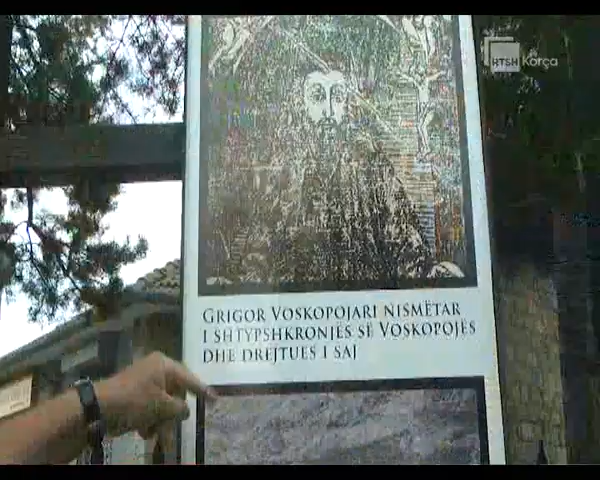 RTSH Korça
GRIGOR VOSKOPOJARI NISMËTAR
I SHTYPSHKRONJËS SË VOSKOPOJËS
DHE DREJTUES I SAJ